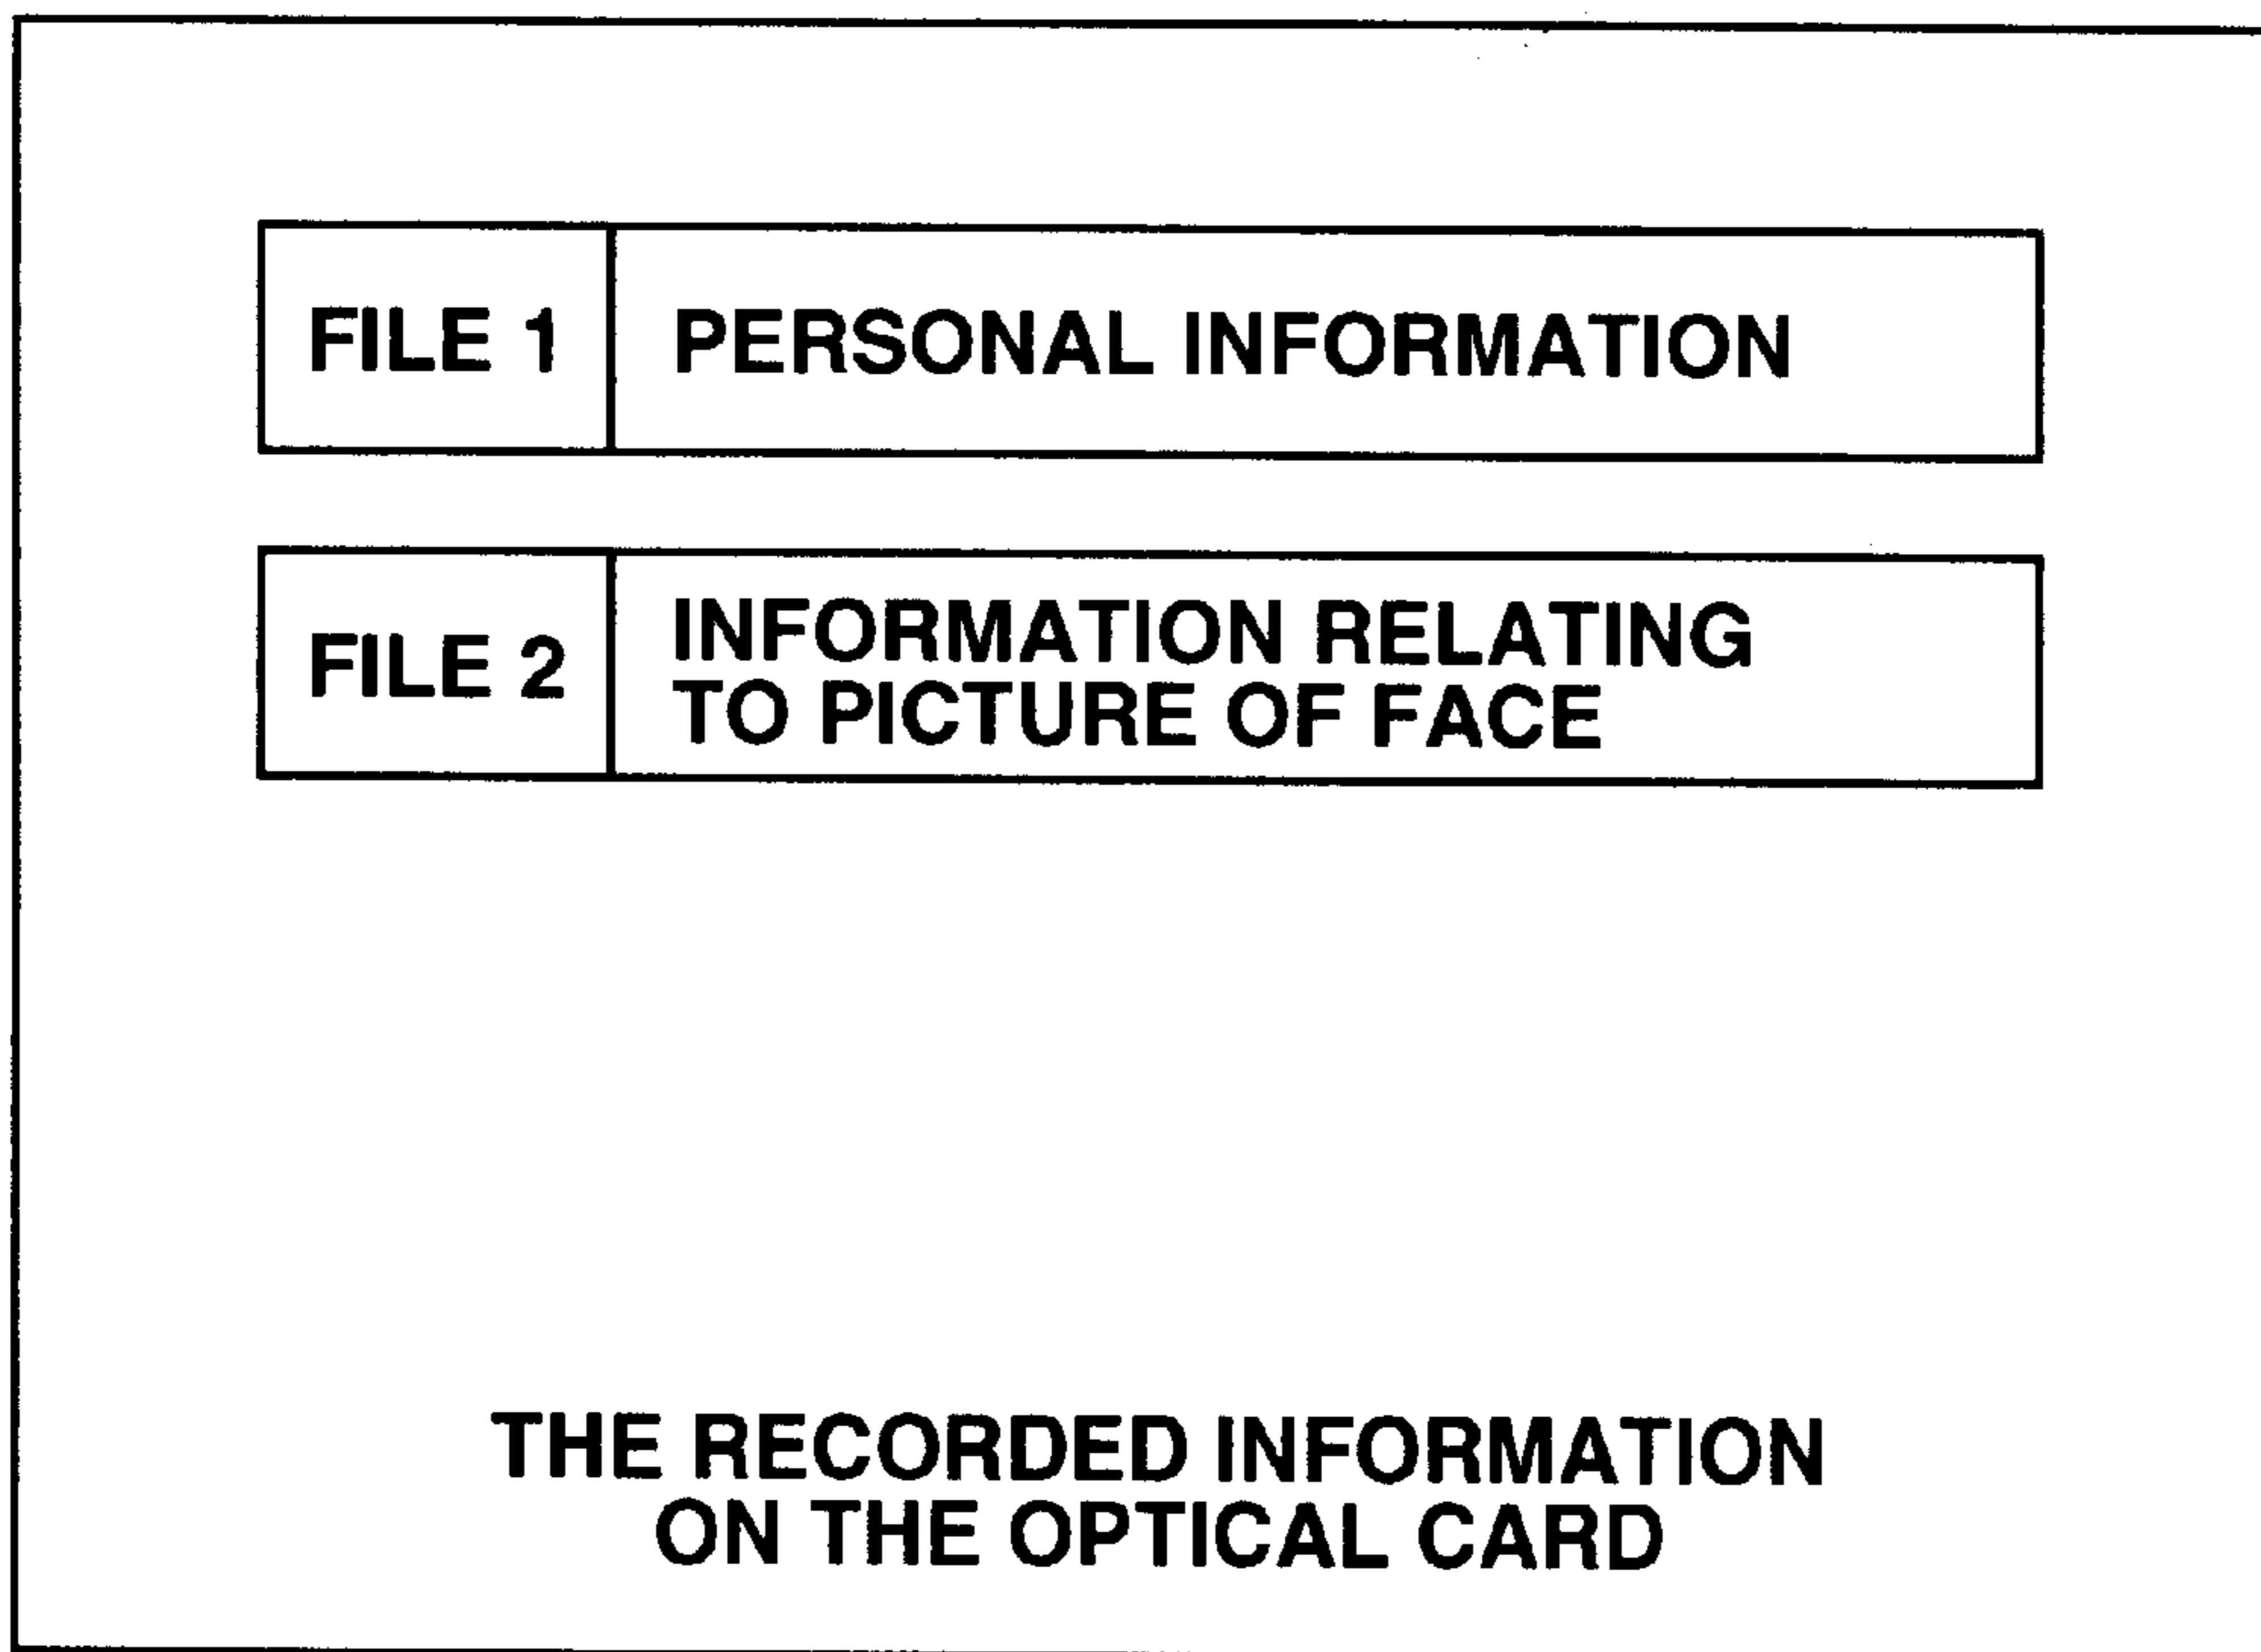 FILE 1 PERSONAL INFORMATION
FILE 2 INFORMATION RELATING
TO PICTURE OF FACE
THE RECORDED INFORMATION
ON THE OPTICAL CARD